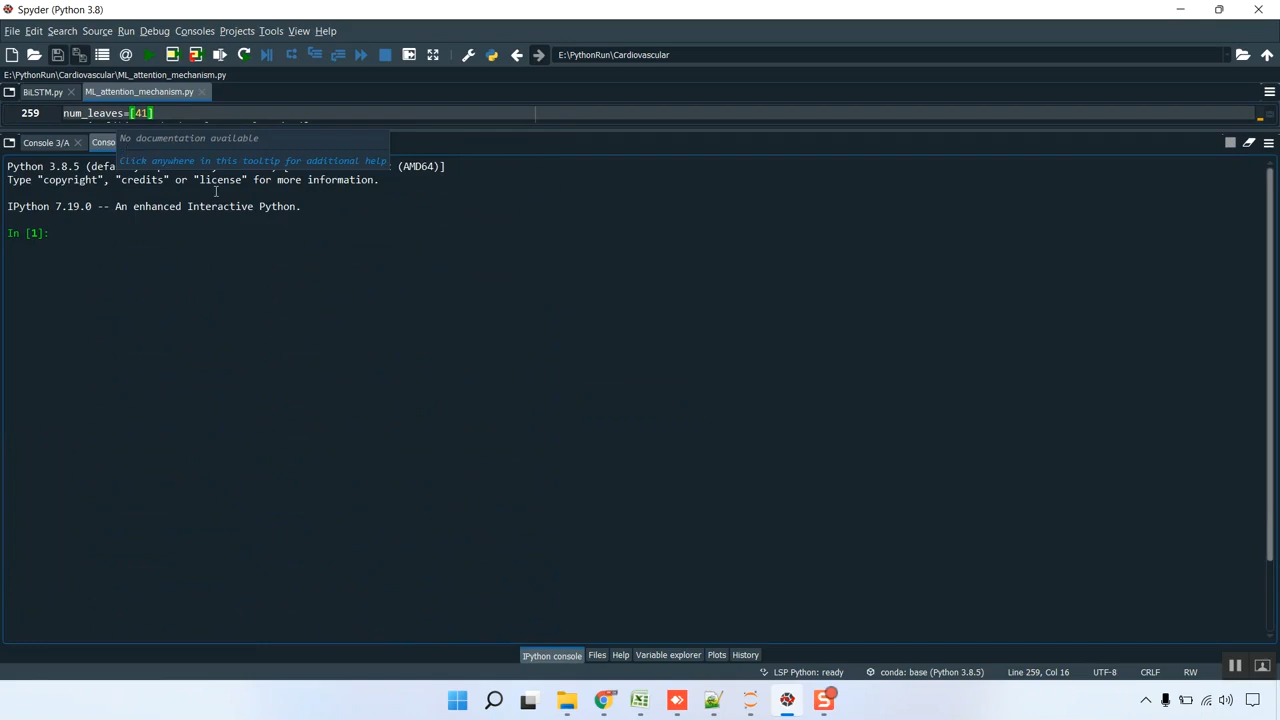 Spyder (Python 3.8)
File Edit Search Source Run Debug Consoles Projects Tools View Help
E:\PythonRun\Cardiovascular
E:\PythonRun\Cardiovascular\ML_attention_mechanism.py
BiLSTM.py ML_attention_mechanism.py
259 num_leaves=[41]
No documentation available
Console 3/A Conso
Click anywhere in this tooltip for additional help
Python 3.8.5 (defa (AMD64)]
Type "copyright", "credits" or "license" for more information.
IPython 7.19.0 -- An enhanced Interactive Python.
In [1]:
IPython console Files Help Variable explorer Plots History
LSP Python: ready conda: base (Python 3.8.5) Line 259, Col 16 UTF-8 CRLF RW